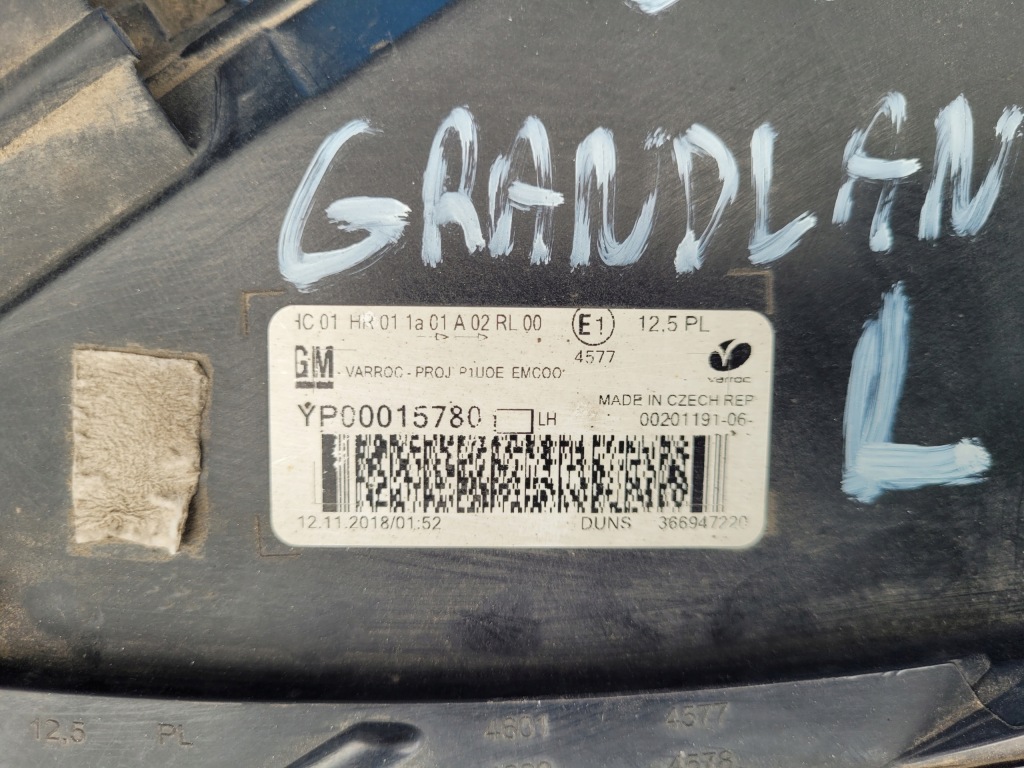 GRANDLAN
L
HC 01 HR 01 1a 01 A 02 RL 00 E1 12,5 PL
4577
GM VARROC - PROJ P1UOE EMC00 varroc
MADE IN CZECH REP
YP00015780 LH 00201191-06-
12.11.2018/01:52 DUNS 366947220
12,5 PL 4601 4577
4578